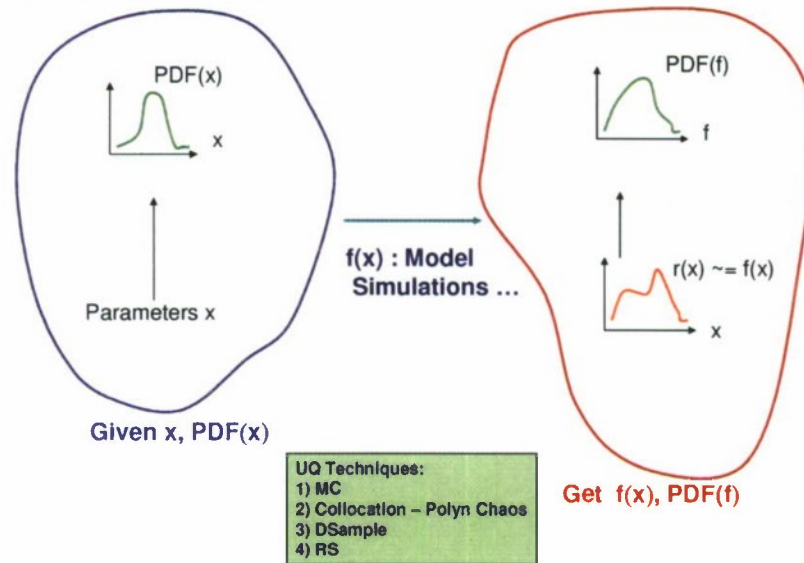 PDF(x)
x
Parameters x
Given x, PDF(x)
f(x) : Model
Simulations ...
PDF(f)
f
r(x) ~= f(x)
x
Get f(x), PDF(f)
UQ Techniques:
1) MC
2) Collocation – Polyn Chaos
3) DSample
4) RS